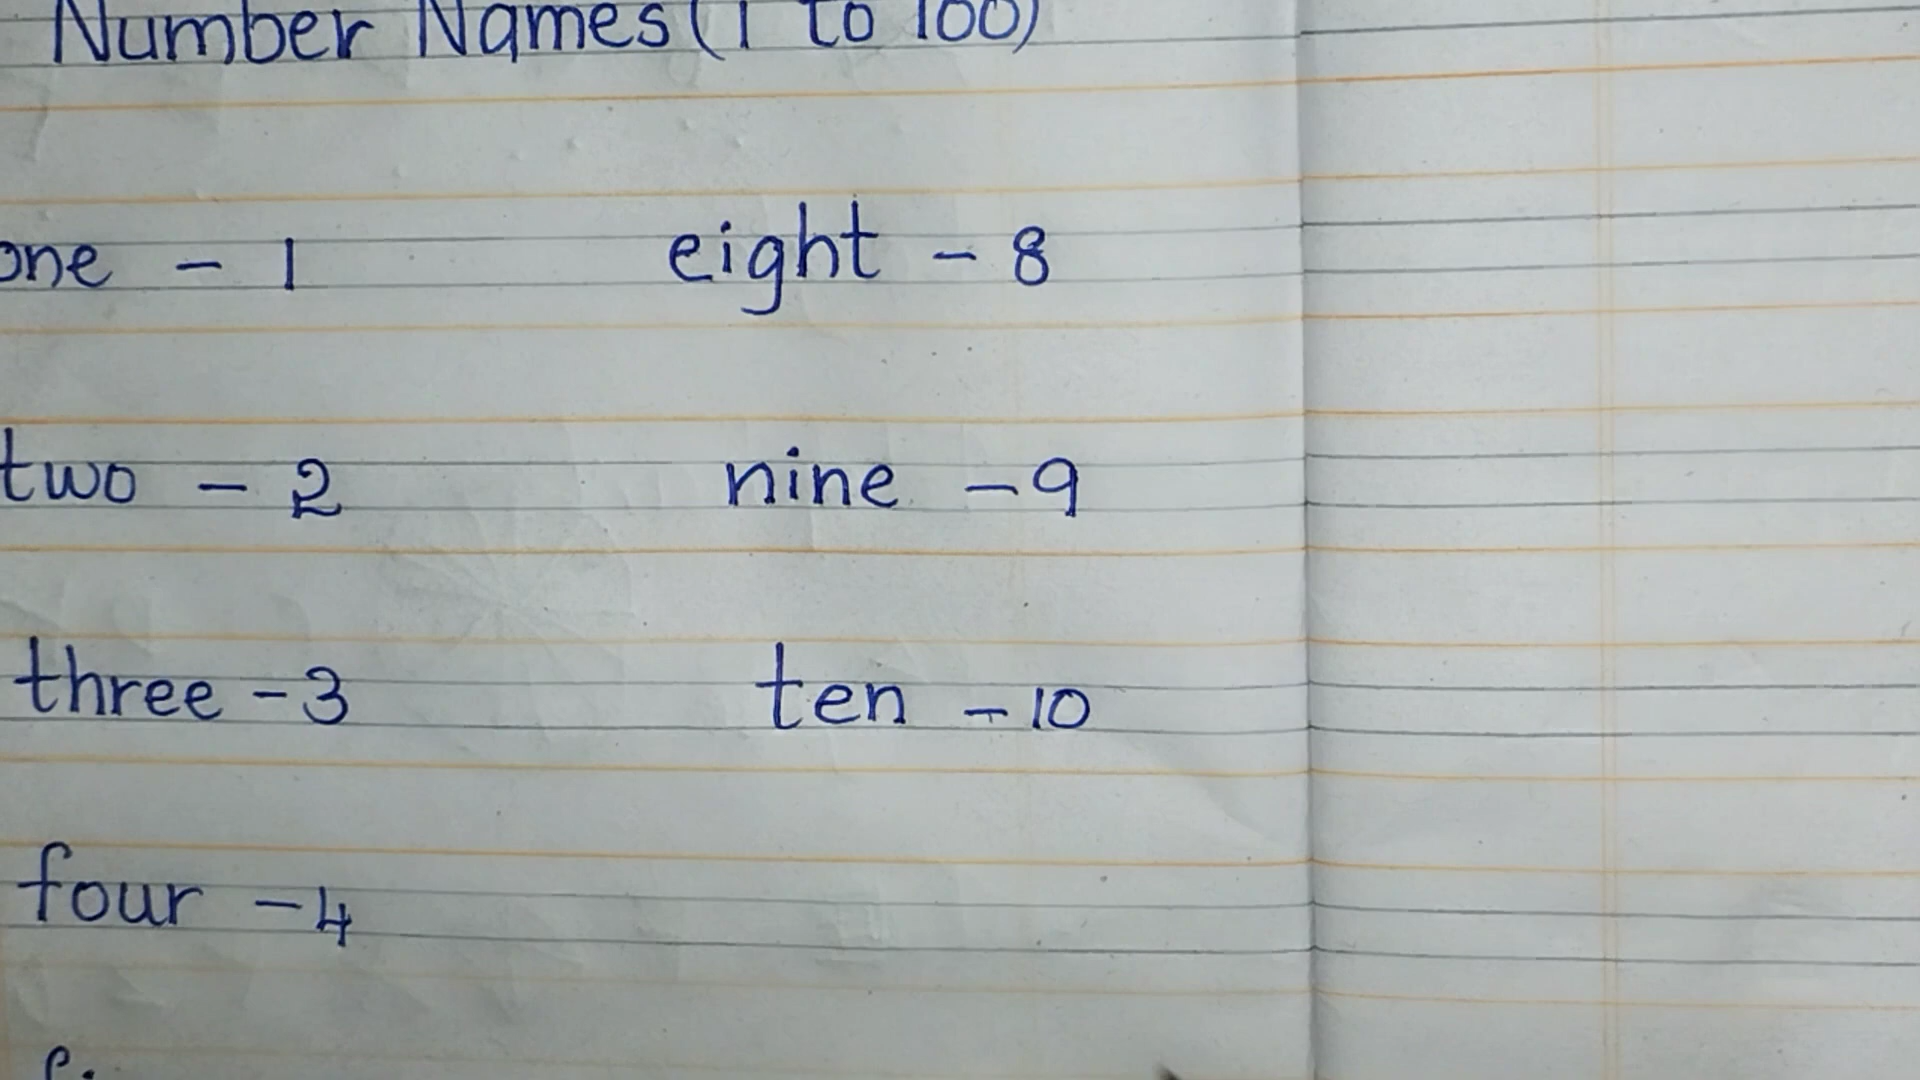 Number Names (1 to 100)
one - 1
two - 2
three - 3
four - 4
eight - 8
nine - 9
ten - 10